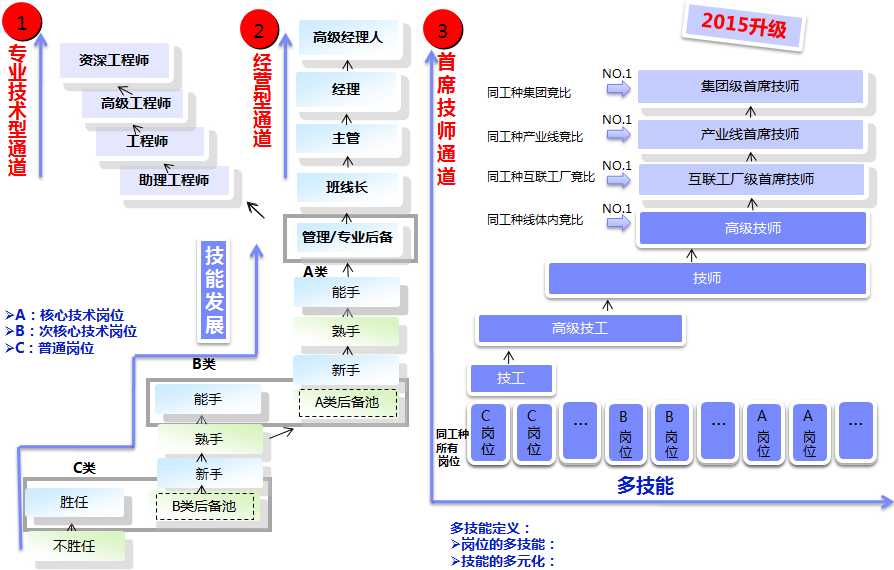 1
专业技术型通道
资深工程师
高级工程师
工程师
助理工程师
2
经营型通道
高级经理人
经理
主管
班线长
管理/专业后备
A类
能手
熟手
新手
A类后备池
技能发展
➢A：核心技术岗位
➢B：次核心技术岗位
➢C：普通岗位
B类
能手
熟手
新手
B类后备池
C类
胜任
不胜任
3
首席技师通道
2015升级
同工种集团竞比
NO.1
集团级首席技师
同工种产业线竞比
NO.1
产业线首席技师
同工种互联工厂竞比
NO.1
互联工厂级首席技师
同工种线体内竞比
NO.1
高级技师
技师
高级技工
技工
同工种
所有
岗位
C岗位
C岗位
…
B岗位
B岗位
…
A岗位
A岗位
…
多技能
多技能定义：
➢岗位的多技能：
➢技能的多元化：